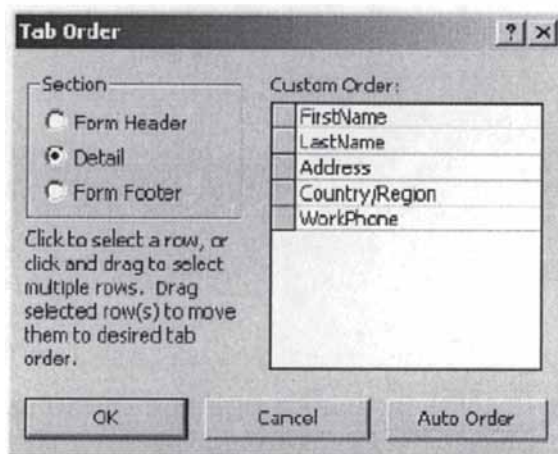 Tab Order
Section
Form Header
Detail
Form Footer
Click to select a row, or
click and drag to select
multiple rows. Drag
selected row(s) to move
them to desired tab
order.
Custom Order:
FirstName
LastName
Address
Country/Region
WorkPhone
OK
Cancel
Auto Order